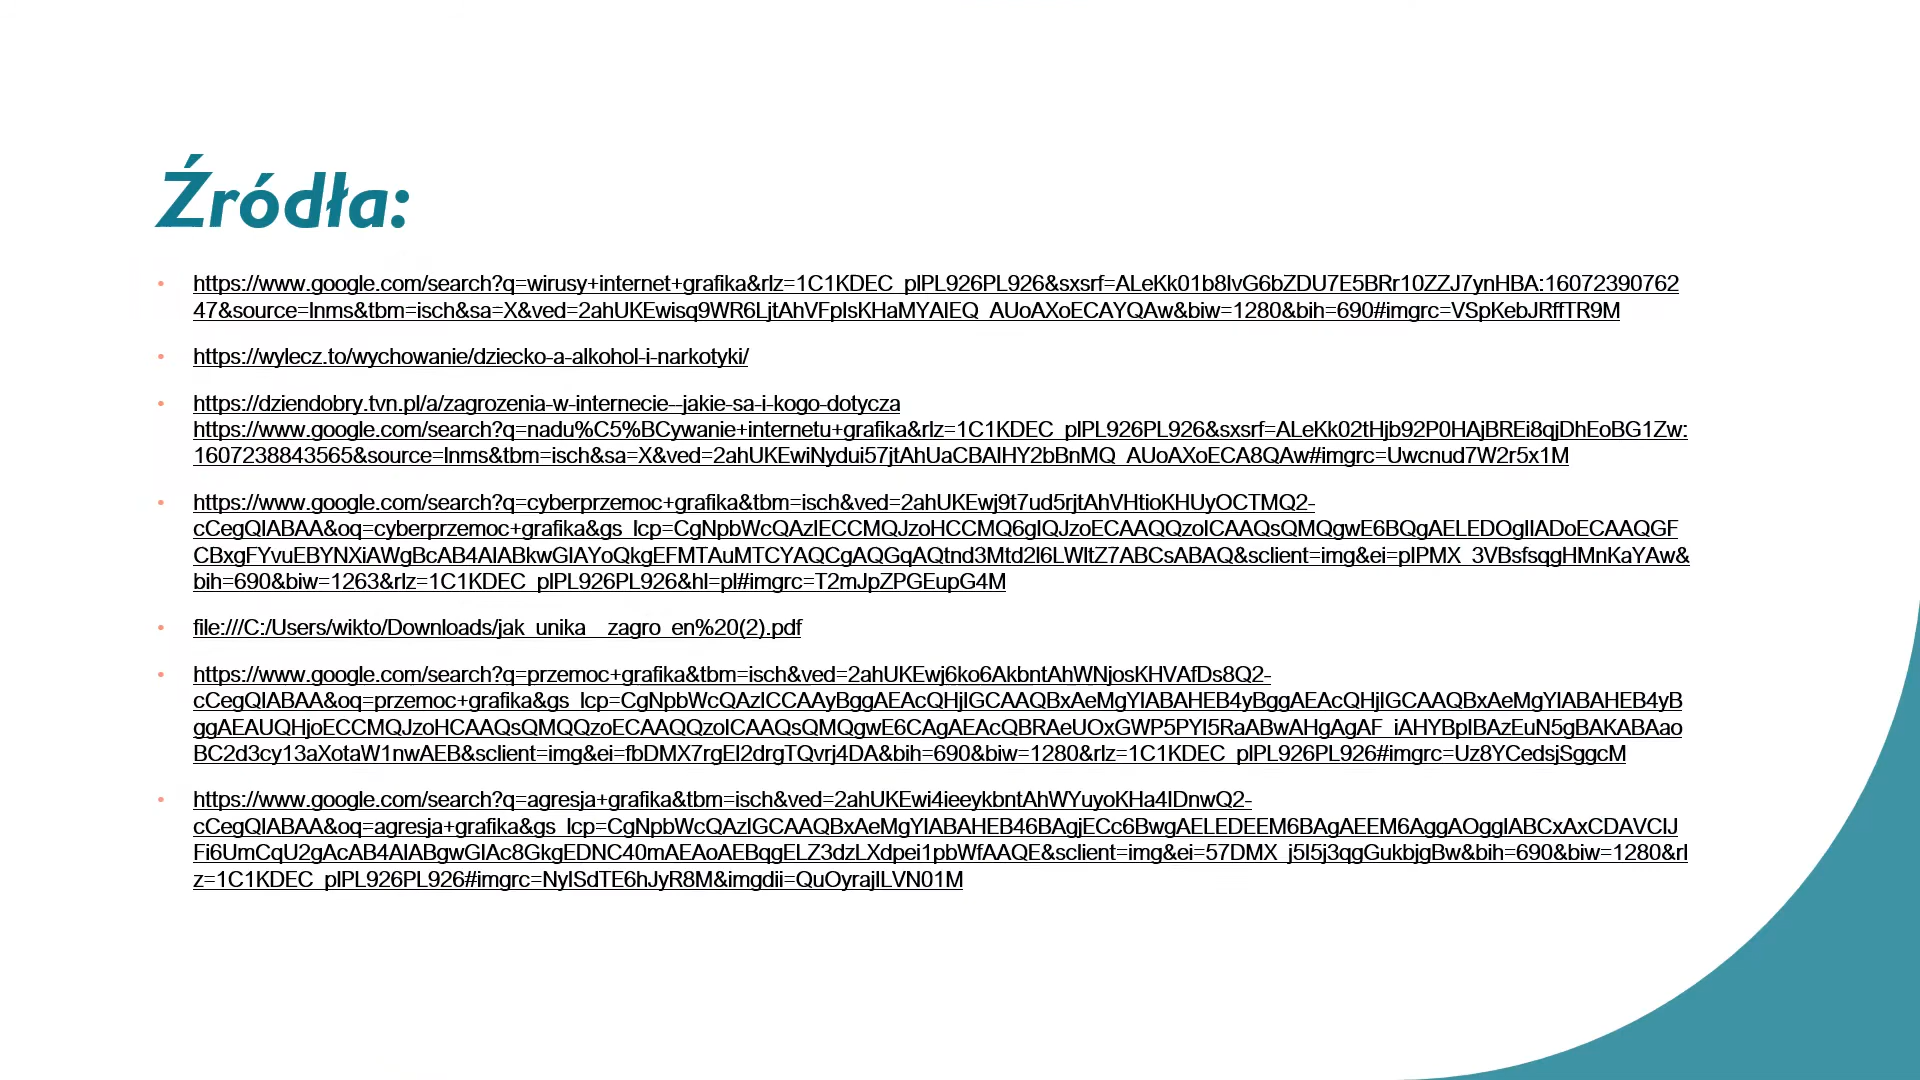 Źródła:
https://www.google.com/search?q=wirusy+internet+grafika&rlz=1C1KDEC_plPL926PL926&sxsrf=ALeKk01b8lvG6bZDU7E5BRr10ZZJ7ynHBA:16072390762
47&source=lnms&tbm=isch&sa=X&ved=2ahUKEwisq9WR6LjtAhVFpIsKHaMYAlEQ_AUoAXoECAYQAw&biw=1280&bih=690#imgrc=VSpKebJRffTR9M
https://wylecz.to/wychowanie/dziecko-a-alkohol-i-narkotyki/
https://dziendobry.tvn.pl/a/zagrozenia-w-internecie--jakie-sa-i-kogo-dotycza
https://www.google.com/search?q=nadu%C5%BCywanie+internetu+grafika&rlz=1C1KDEC_plPL926PL926&sxsrf=ALeKk02tHjb92P0HAjBREi8qjDhEoBG1Zw:
1607238843565&source=lnms&tbm=isch&sa=X&ved=2ahUKEwiNydui57jtAhUaCBAIHY2bBnMQ_AUoAXoECA8QAw#imgrc=Uwcnud7W2r5x1M
https://www.google.com/search?q=cyberprzemoc+grafika&tbm=isch&ved=2ahUKEwj9t7ud5rjtAhVHtioKHUyOCTMQ2-
cCegQIABAA&oq=cyberprzemoc+grafika&gs_lcp=CgNpbWcQAzIECCMQJzoHCCMQ6gIQJzoECAAQQzoICAAQsQMQgwE6BQgAELEDOgIIADoECAAQGF
CBxgFYvuEBYNXiAWgBcAB4AIABkwGIAYoQkgEFMTAuMTCYAQCgAQGqAQtnd3Mtd2l6LWltZ7ABCsABAQ&sclient=img&ei=pIPMX_3VBsfsqgHMnKaYAw&
bih=690&biw=1263&rlz=1C1KDEC_plPL926PL926&hl=pl#imgrc=T2mJpZPGEupG4M
file:///C:/Users/wikto/Downloads/jak_unika__zagro_en%20(2).pdf
https://www.google.com/search?q=przemoc+grafika&tbm=isch&ved=2ahUKEwj6ko6AkbntAhWNjosKHVAfDs8Q2-
cCegQIABAA&oq=przemoc+grafika&gs_lcp=CgNpbWcQAzICCAAyBggAEAcQHjIGCAAQBxAeMgYIABAHEB4yBggAEAcQHjIGCAAQBxAeMgYIABAHEB4yB
ggAEAUQHjoECCMQJzoHCAAQsQMQQzoECAAQQzoICAAQsQMQgwE6CAgAEAcQBRAeUOxGWP5PYI5RaABwAHgAgAF_iAHYBpIBAzEuN5gBAKABAao
BC2d3cy13aXotaW1nwAEB&sclient=img&ei=fbDMX7rgEI2drgTQvrj4DA&bih=690&biw=1280&rlz=1C1KDEC_plPL926PL926#imgrc=Uz8YCedsjSggcM
https://www.google.com/search?q=agresja+grafika&tbm=isch&ved=2ahUKEwi4ieeykbntAhWYuyoKHa4IDnwQ2-
cCegQIABAA&oq=agresja+grafika&gs_lcp=CgNpbWcQAzIGCAAQBxAeMgYIABAHEB46BAgjECc6BwgAELEDEEM6BAgAEEM6AggAOggIABCxAxCDAVCIJ
Fi6UmCqU2gAcAB4AIABgwGIAc8GkgEDNC40mAEAoAEBqgELZ3dzLXdpei1pbWfAAQE&sclient=img&ei=57DMX_j5I5j3qgGukbjgBw&bih=690&biw=1280&rl
z=1C1KDEC_plPL926PL926#imgrc=NyISdTE6hJyR8M&imgdii=QuOyrajILVN01M